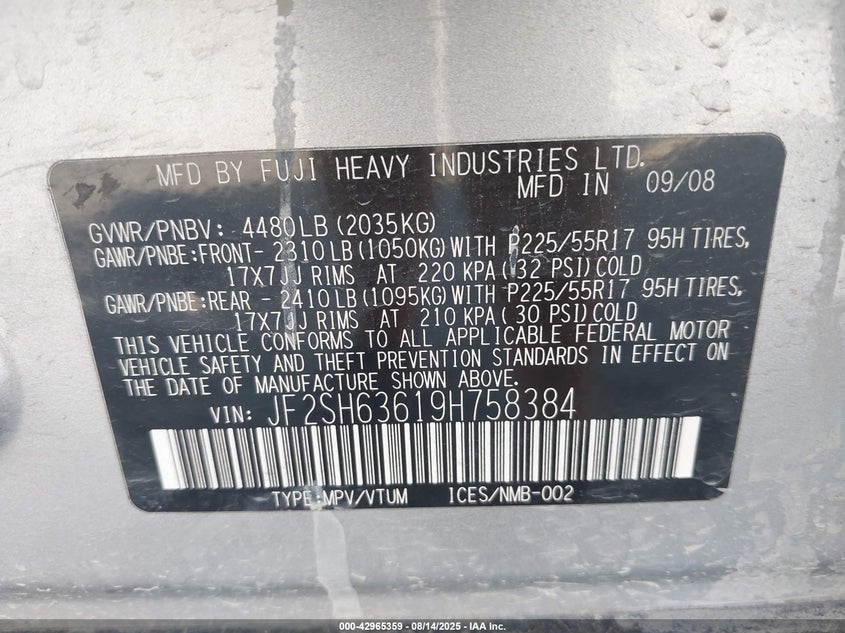 MFD BY FUJI HEAVY INDUSTRIES LTD.
MFD IN 09/08
GVWR/PNBV: 4480LB(2035KG)
GAWR/PNBE:FRONT- 2310LB(1050KG)WITH P225/55R17 95H TIRES,
17X7JJ RIMS AT 220 KPA( 32 PSI)COLD
GAWR/PNBE:REAR - 2410LB(1095KG)WITH P225/55R17 95H TIRES,
17X7JJ RIMS AT 210 KPA( 30 PSI)COLD
THIS VEHICLE CONFORMS TO ALL APPLICABLE FEDERAL MOTOR
VEHICLE SAFETY AND THEFT PREVENTION STANDARDS IN EFFECT ON
THE DATE OF MANUFACTURE SHOWN ABOVE.
VIN: JF2SH63619H758384
TYPE:MPV/VTUM ICES/NMB-002
000-42965359 - 08/14/2025 - IAA Inc.